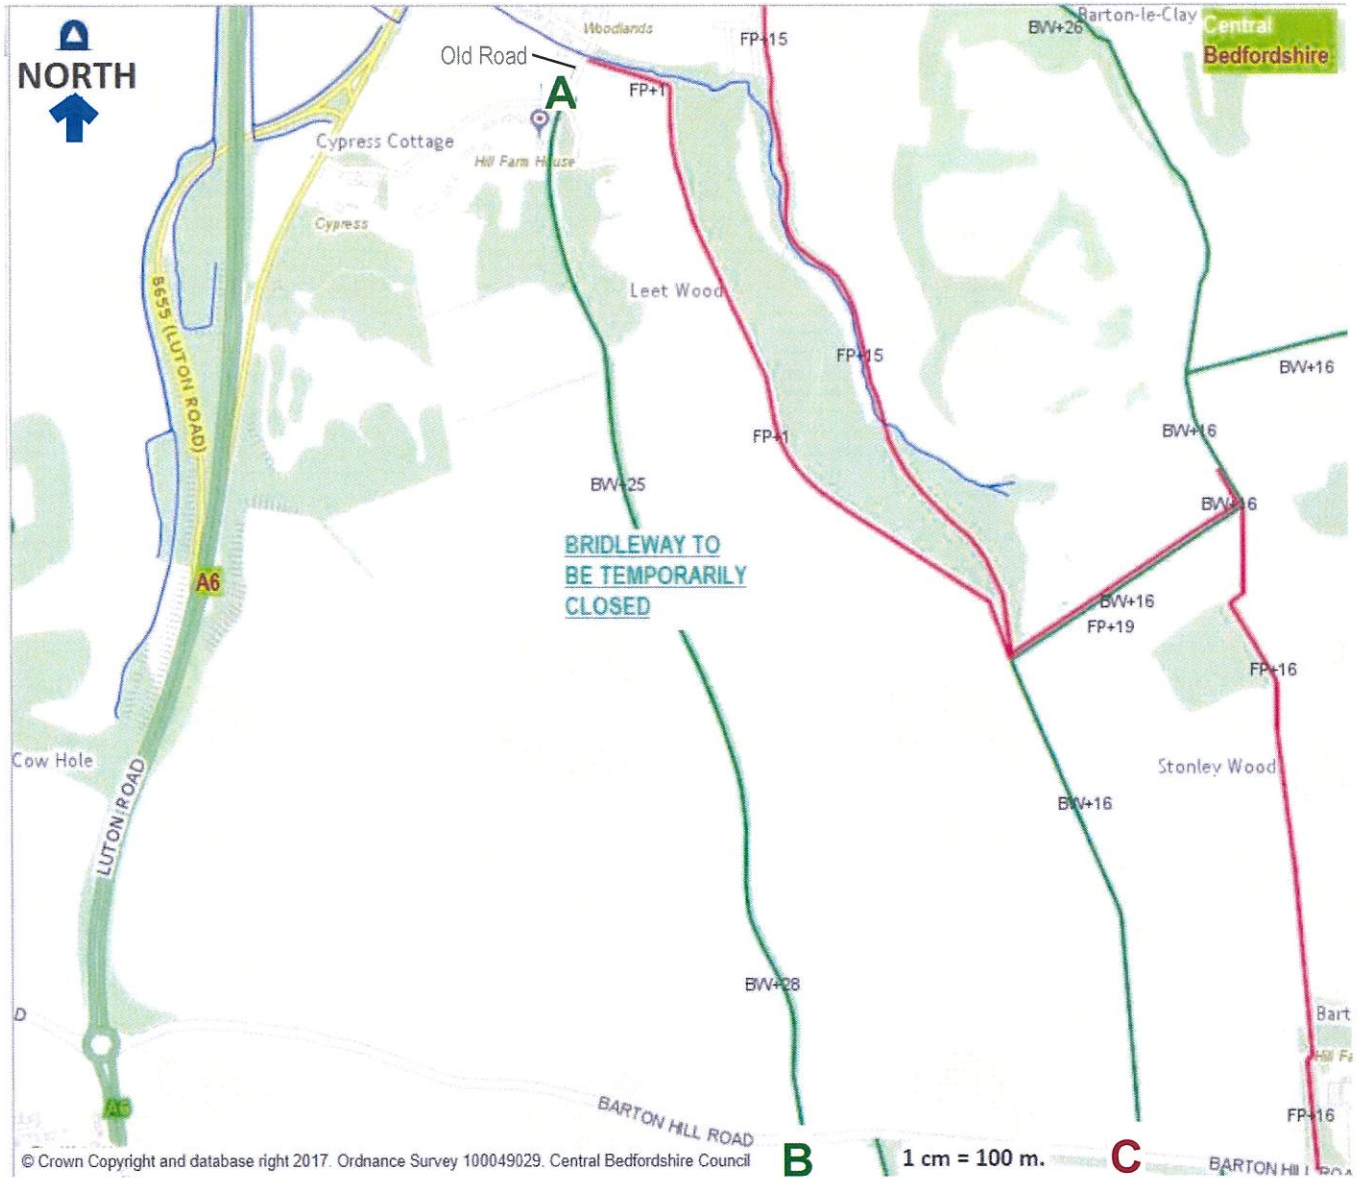 NORTH
Woodlands
Old Road
A
FP+1
FP+15
BW+26
Barton-le-Clay
Central
Bedfordshire
Cypress Cottage
Hill Farm House
Cypress
B655 (LUTON ROAD)
Leet Wood
FP+15
BW+16
FP+1
BW+16
BW+25
BW+16
BRIDLEWAY TO
BE TEMPORARILY
CLOSED
A6
BW+16
FP+19
FP+16
Cow Hole
Stonley Wood
LUTON ROAD
BW+16
BW+28
D
Bart
Hill Fa
A6
BARTON HILL ROAD
FP+16
© Crown Copyright and database right 2017. Ordnance Survey 100049029. Central Bedfordshire Council
B
1 cm = 100 m.
C
BARTON HILL ROA